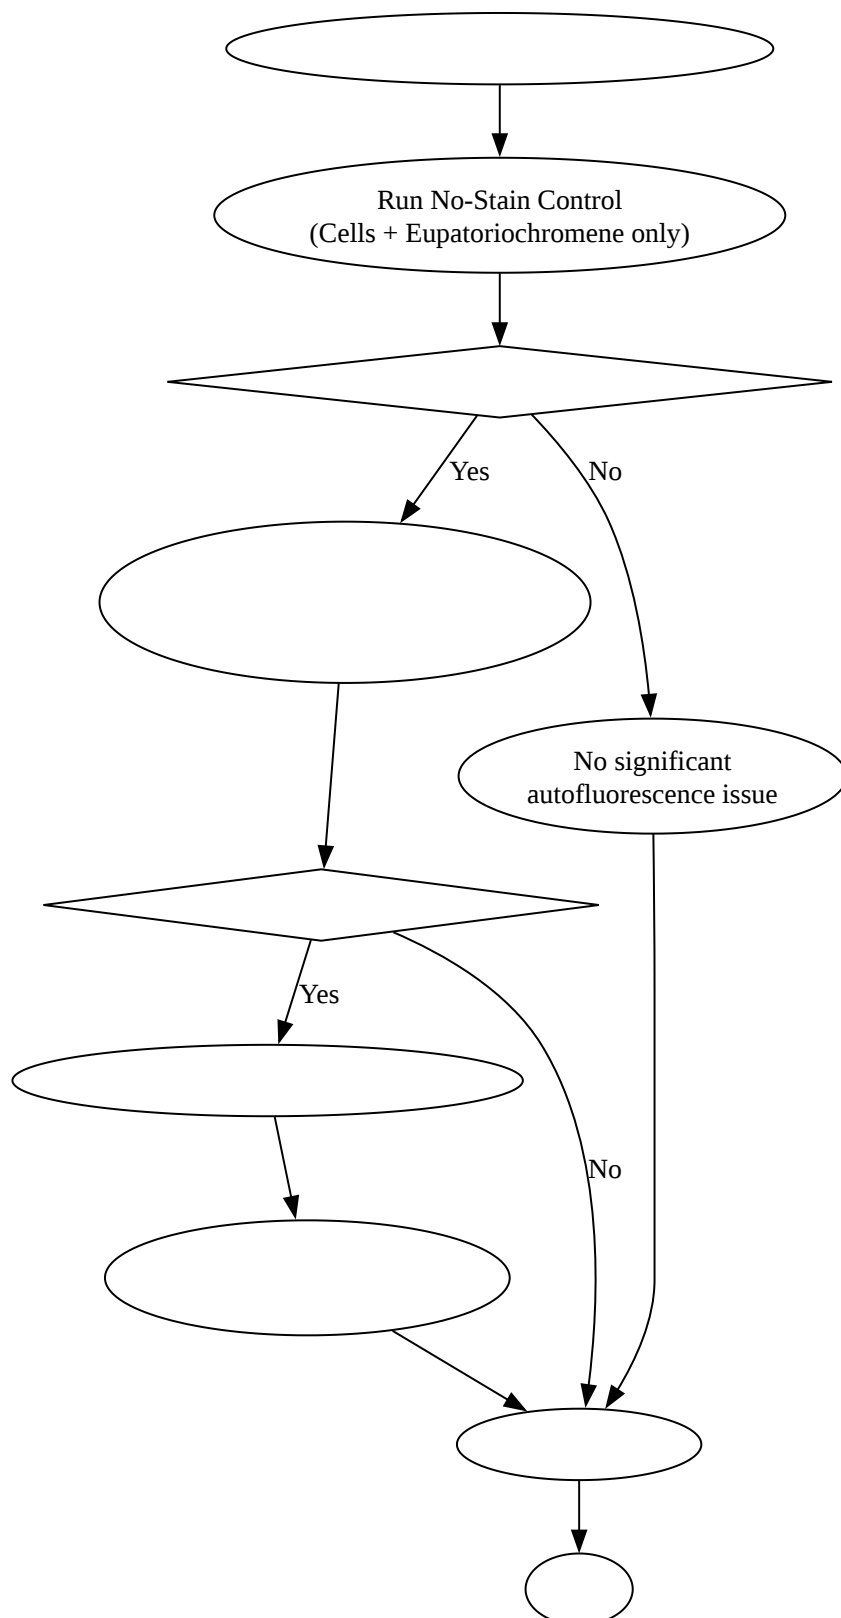 Run No-Stain Control
(Cells + Eupatoriochromene only)
Yes
No
No significant
autofluorescence issue
Yes
No